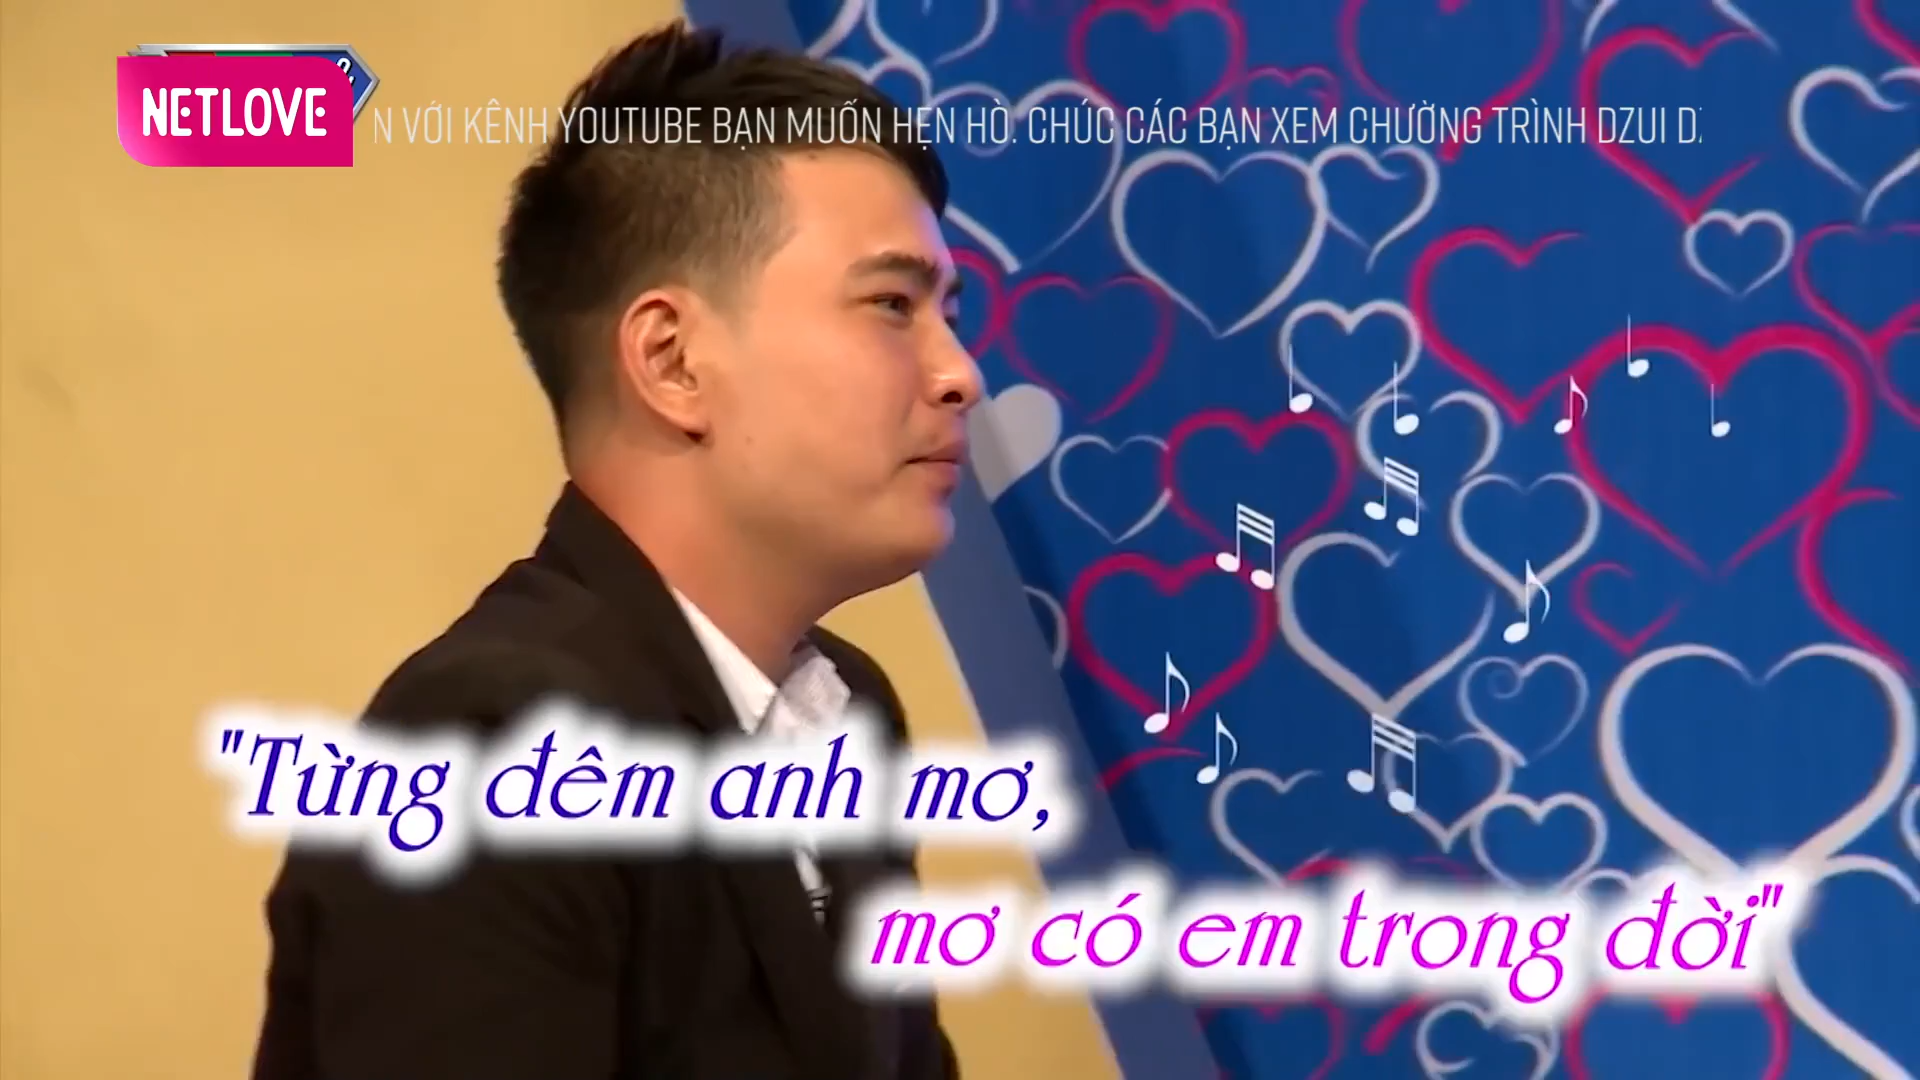 NETLOVE
VỚI KÊNH YOUTUBE BẠN MUỐN HẸN HÒ. CHÚC CÁC BẠN XEM CHƯỜNG TRÌNH DZUI
"Từng đêm anh mơ,
mơ có em trong đời"